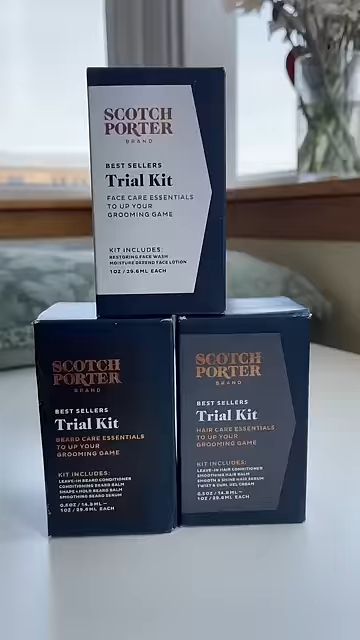 SCOTCH
PORTER
BRAND
BEST SELLERS
Trial Kit
FACE CARE ESSENTIALS
TO UP YOUR
GROOMING GAME
KIT INCLUDES:
RESTORING FACE WASH
MOISTURE DEFEND FACE LOTION
1OZ / 29.6ML EACH
SCOTCH
PORTER
BRAND
BEST SELLERS
Trial Kit
BEARD CARE ESSENTIALS
TO UP YOUR
GROOMING GAME
KIT INCLUDES:
LEAVE-IN BEARD CONDITIONER
CONDITIONING BEARD BALM
SHAPE + HOLD BEARD BALM
SMOOTHING BEARD SERUM
0.5OZ / 14.8ML –
1OZ / 29.6ML EACH
SCOTCH
PORTER
BRAND
BEST SELLERS
Trial Kit
HAIR CARE ESSENTIALS
TO UP YOUR
GROOMING GAME
KIT INCLUDES:
LEAVE-IN HAIR CONDITIONER
SMOOTHING HAIR BALM
SMOOTH & SHINE HAIR SERUM
TWIST & CURL GEL CREAM
0.5OZ / 14.8ML –
1OZ / 29.6ML EACH